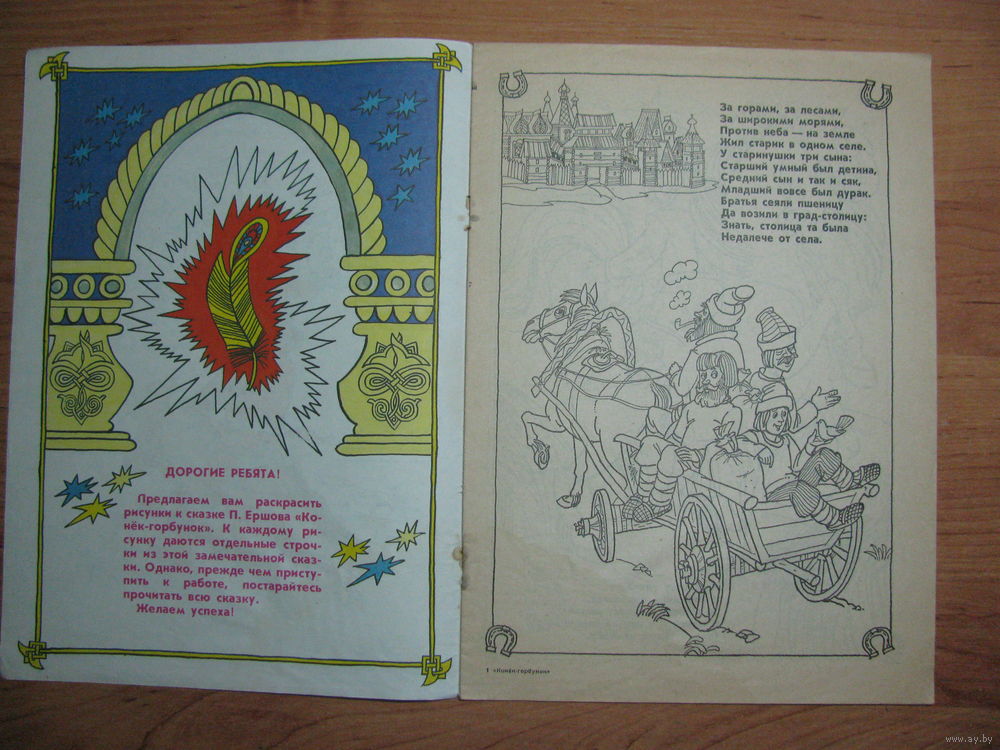 ДОРОГИЕ РЕБЯТА!
Предлагаем вам раскрасить
рисунки к сказке П. Ершова «Ко-
нёк-горбунок». К каждому ри-
сунку даются отдельные строч-
ки из этой замечательной сказ-
ки. Однако, прежде чем присту-
пить к работе, постарайтесь
прочитать всю сказку.
Желаем успеха!
За горами, за лесами,
За широкими морями,
Против неба — на земле
Жил старик в одном селе.
У старинушки три сына:
Старший умный был детина,
Средний сын и так и сяк,
Младший вовсе был дурак.
Братья сеяли пшеницу
Да возили в град-столицу:
Знать, столица та была
Недалече от села.
1 «Конёк-горбунок»
www.ay.by